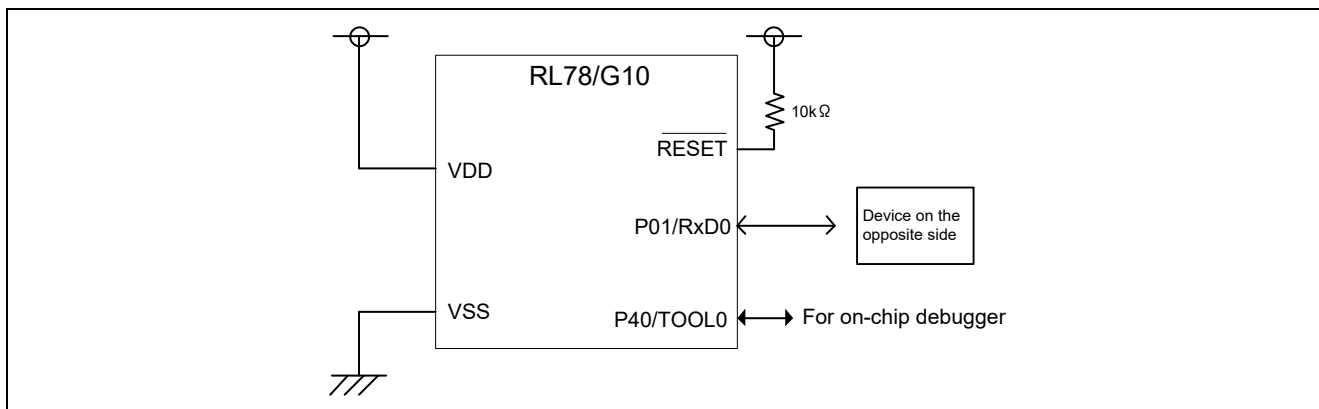 RL78/G10
10kΩ
RESET
VDD
P01/RxD0
Device on the
opposite side
VSS
P40/TOOL0
For on-chip debugger